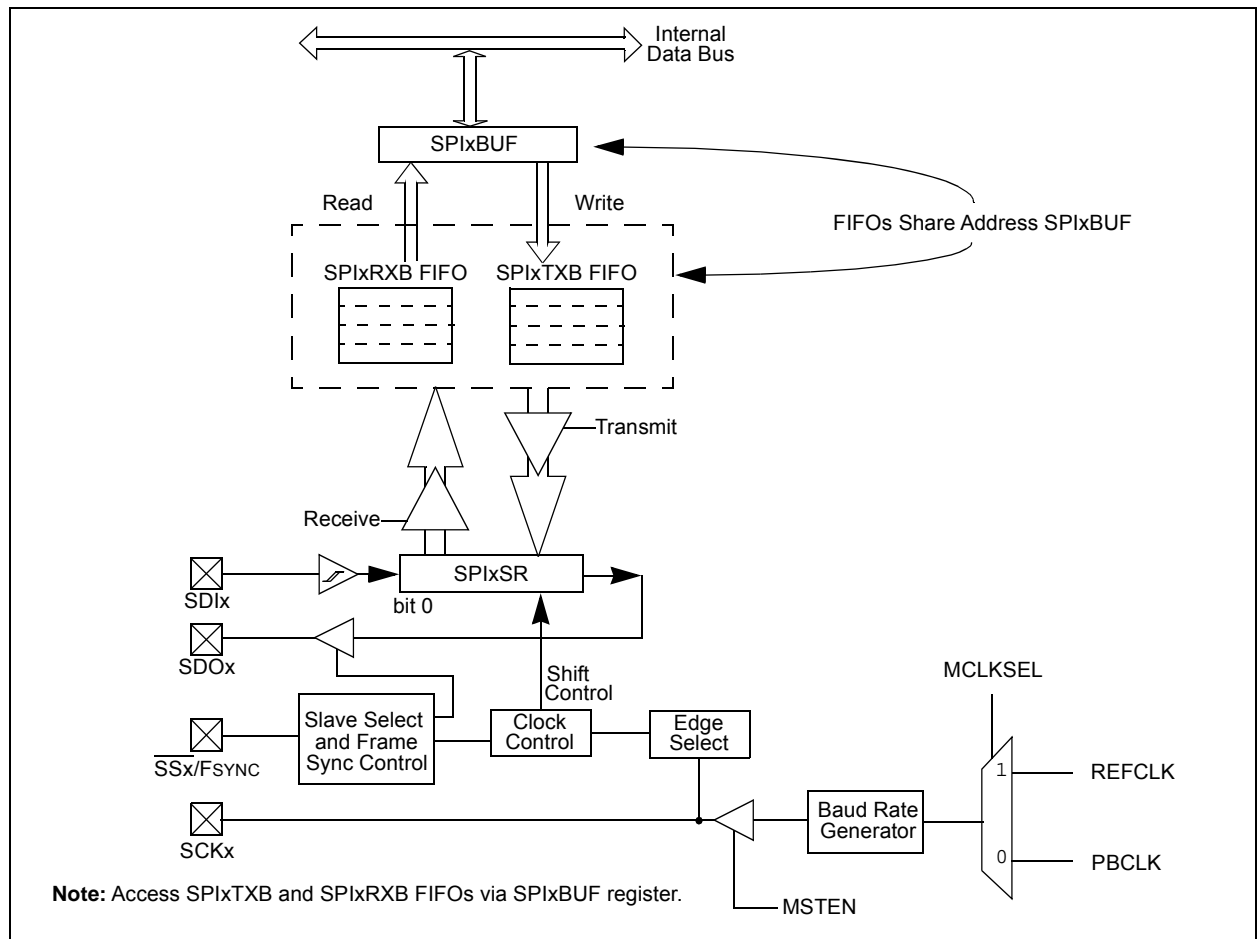 Internal
Data Bus
SPIxBUF
Read
Write
FIFOs Share Address SPIxBUF
SPIxRXB FIFO
SPIxTXB FIFO
Transmit
Receive
SDIx
SPIxSR
bit 0
SDOx
Shift
Control
MCLKSEL
Slave Select
and Frame
Sync Control
Clock
Control
Edge
Select
SSx/FSYNC
1
REFCLK
Baud Rate
Generator
SCKx
0
PBCLK
Note: Access SPIxTXB and SPIxRXB FIFOs via SPIxBUF register.
MSTEN